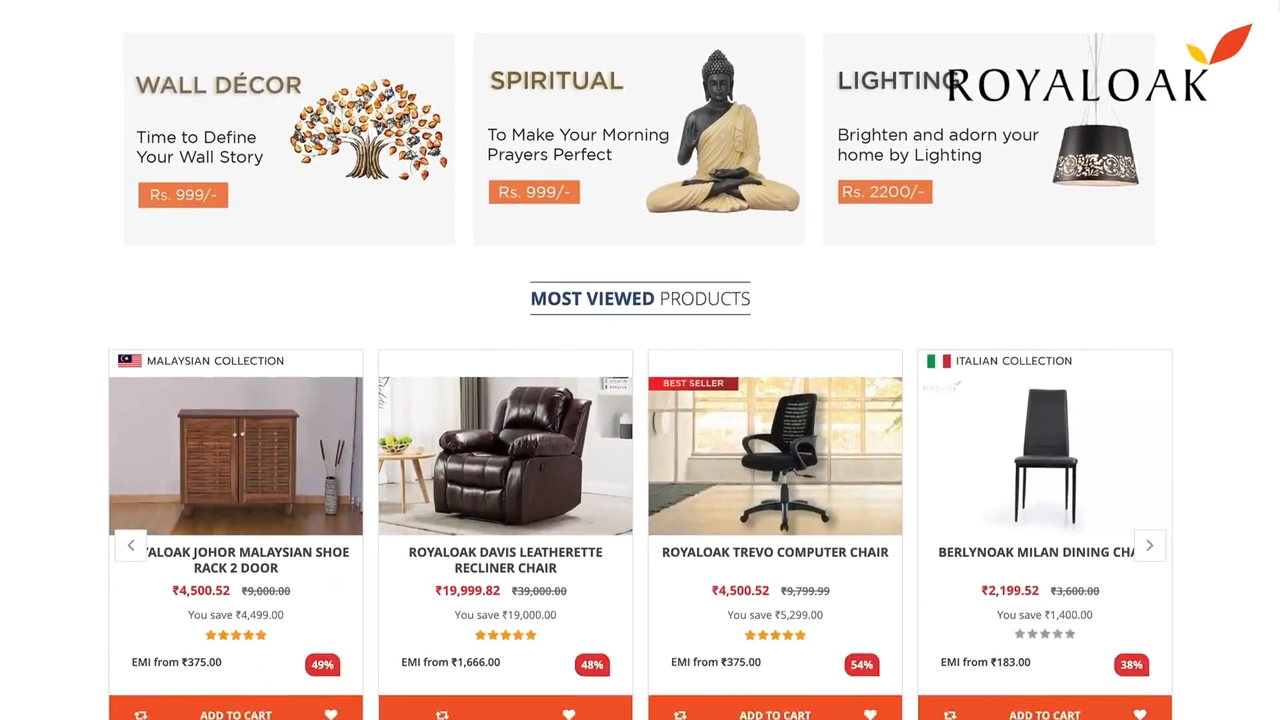 WALL DÉCOR
Time to Define
Your Wall Story
Rs. 999/-
SPIRITUAL
To Make Your Morning
Prayers Perfect
Rs. 999/-
LIGHTING
Brighten and adorn your
home by Lighting
Rs. 2200/-
ROYALOAK
MOST VIEWED PRODUCTS
MALAYSIAN COLLECTION
YALOAK JOHOR MALAYSIAN SHOE
RACK 2 DOOR
₹4,500.52 ₹9,000.00
You save ₹4,499.00
EMI from ₹375.00
49%
ADD TO CART
ROYALOAK DAVIS LEATHERETTE
RECLINER CHAIR
₹19,999.82 ₹39,000.00
You save ₹19,000.00
EMI from ₹1,666.00
48%
BEST SELLER
ROYALOAK TREVO COMPUTER CHAIR
₹4,500.52 ₹9,799.99
You save ₹5,299.00
EMI from ₹375.00
54%
ADD TO CART
ITALIAN COLLECTION
ROYALOAK
BERLYNOAK MILAN DINING CHA
₹2,199.52 ₹3,600.00
You save ₹1,400.00
EMI from ₹183.00
38%
ADD TO CART